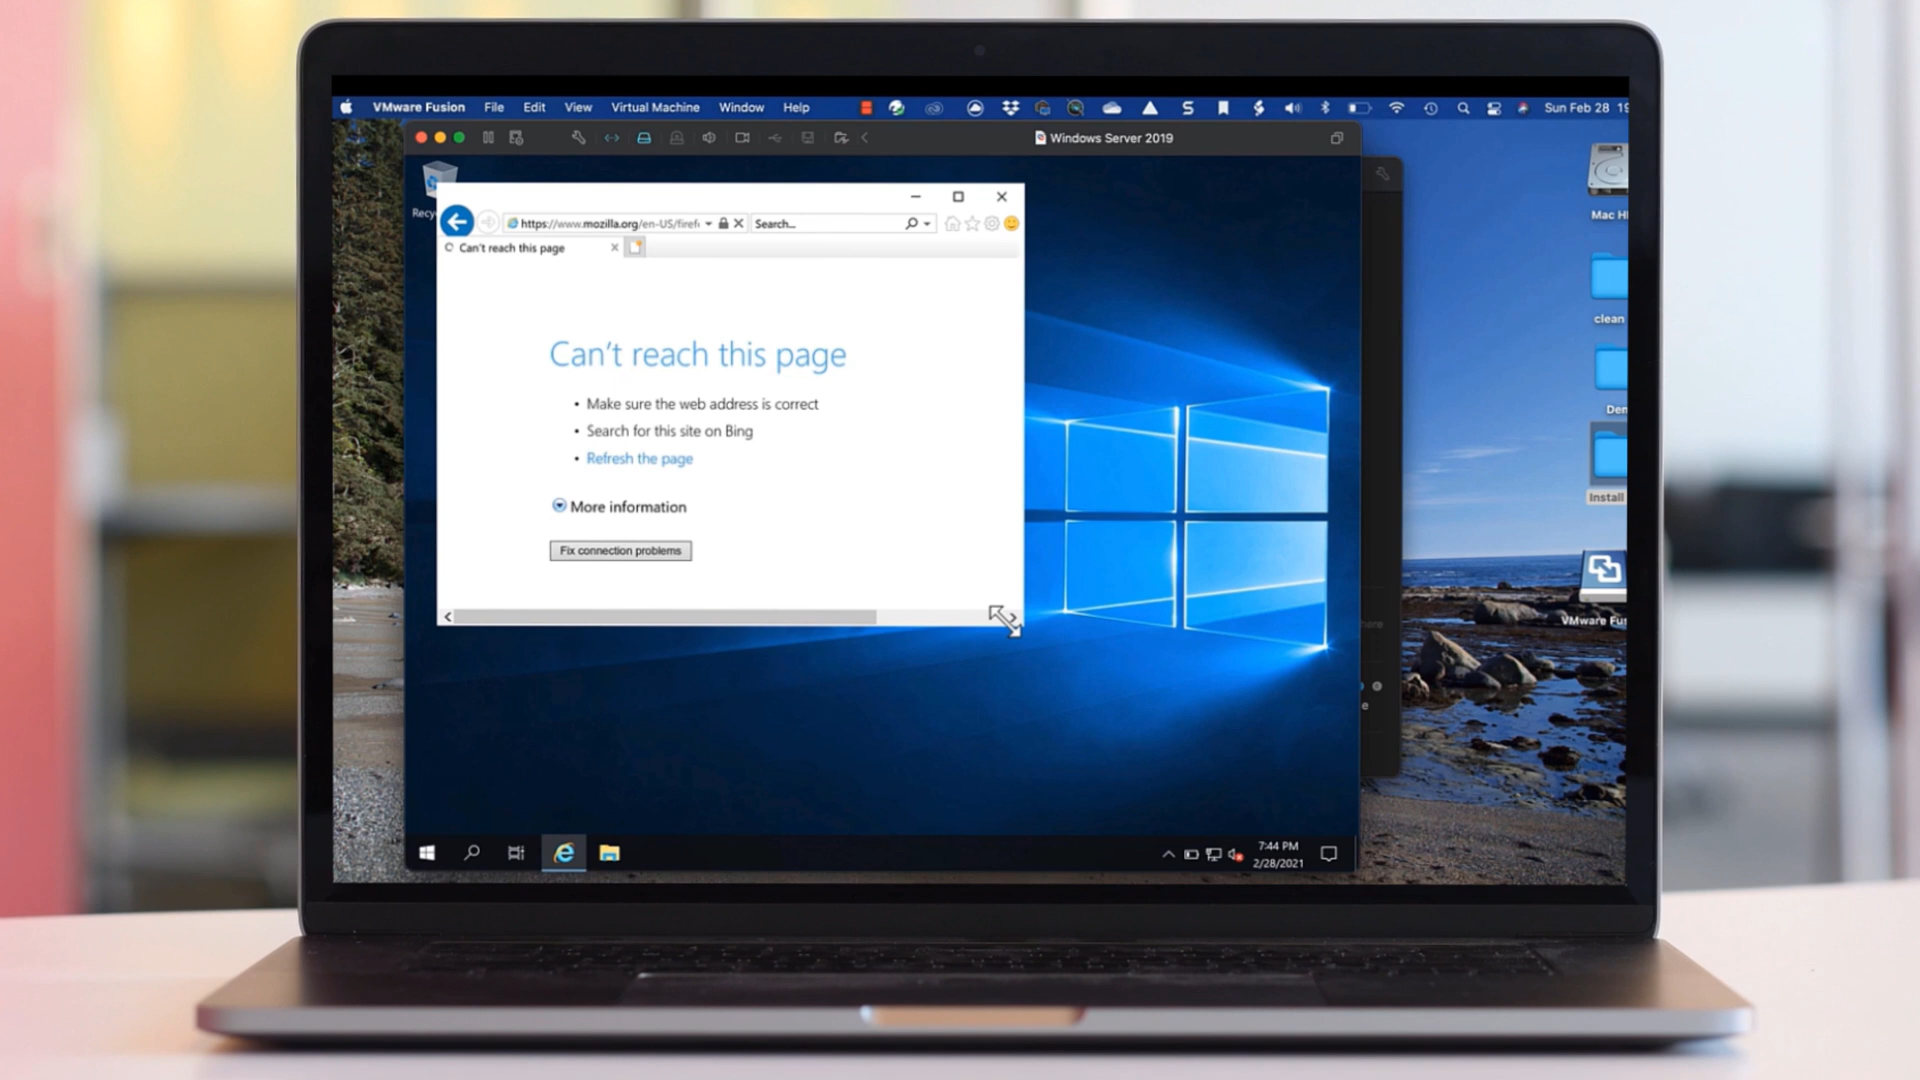 VMware Fusion File Edit View Virtual Machine Window Help Sun Feb 28
Windows Server 2019
Mac H
https://www.mozilla.org/en-US/firef
Search...
Can't reach this page
Can't reach this page
• Make sure the web address is correct
• Search for this site on Bing
• Refresh the page
More information
Fix connection problems
clean
Install
VMware Fus
here
e
7:44 PM
2/28/2021